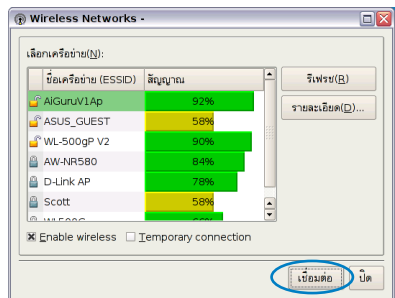 Wireless Networks -
เลือกเครือข่าย(N):
ชื่อเครือข่าย (ESSID) สัญญาณ
AiGuruV1Ap 92%
ASUS_GUEST 58%
WL-500gP V2 90%
AW-NR580 84%
D-Link AP 78%
Scott 58%
รีเฟรช(R)
รายละเอียด(D)...
Enable wireless Temporary connection
เชื่อมต่อ ปิด